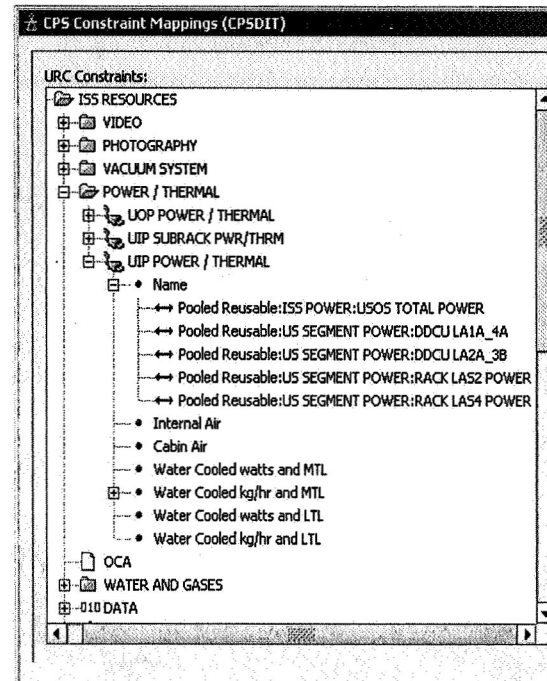 CPS Constraint Mappings (CPSDIT)
URC Constraints:
ISS RESOURCES
VIDEO
PHOTOGRAPHY
VACUUM SYSTEM
POWER / THERMAL
UOP POWER / THERMAL
UIP SUBRACK PWR/THRM
UIP POWER / THERMAL
Name
Pooled Reusable:ISS POWER:USOS TOTAL POWER
Pooled Reusable:US SEGMENT POWER:DDCU LA1A_4A
Pooled Reusable:US SEGMENT POWER:DDCU LA2A_3B
Pooled Reusable:US SEGMENT POWER:RACK LAS2 POWER
Pooled Reusable:US SEGMENT POWER:RACK LAS4 POWER
Internal Air
Cabin Air
Water Cooled watts and MTL
Water Cooled kg/hr and MTL
Water Cooled watts and LTL
Water Cooled kg/hr and LTL
OCA
WATER AND GASES
010 DATA